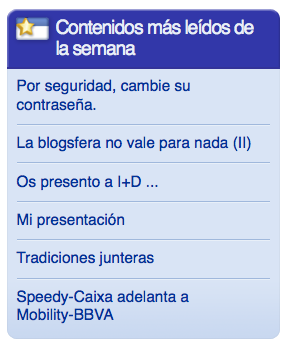 Contenidos más leídos de
la semana
Por seguridad, cambie su
contraseña.
La blogsfera no vale para nada (II)
Os presento a I+D ...
Mi presentación
Tradiciones junteras
Speedy-Caixa adelanta a
Mobility-BBVA